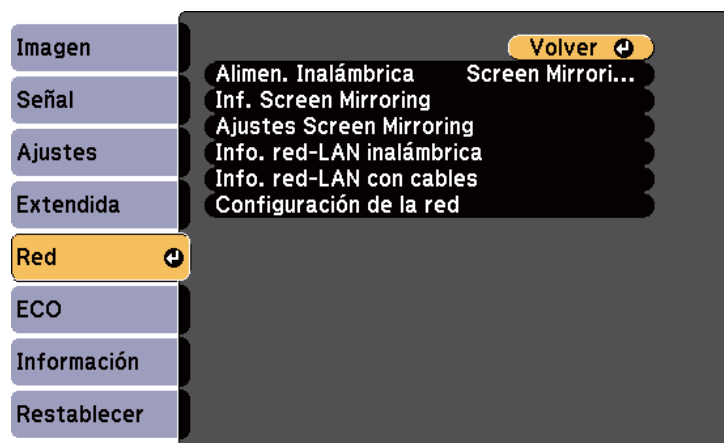 Imagen
Señal
Ajustes
Extendida
Red
ECO
Información
Restablecer
Volver
Alimen. Inalámbrica Screen Mirrori...
Inf. Screen Mirroring
Ajustes Screen Mirroring
Info. red-LAN inalámbrica
Info. red-LAN con cables
Configuración de la red